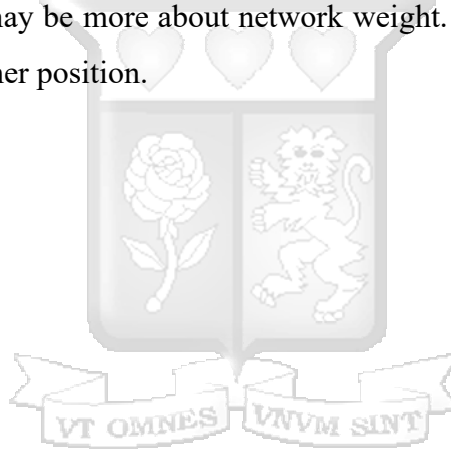 may be more about network weight.
her position.
VT OMNES VNVM SINT